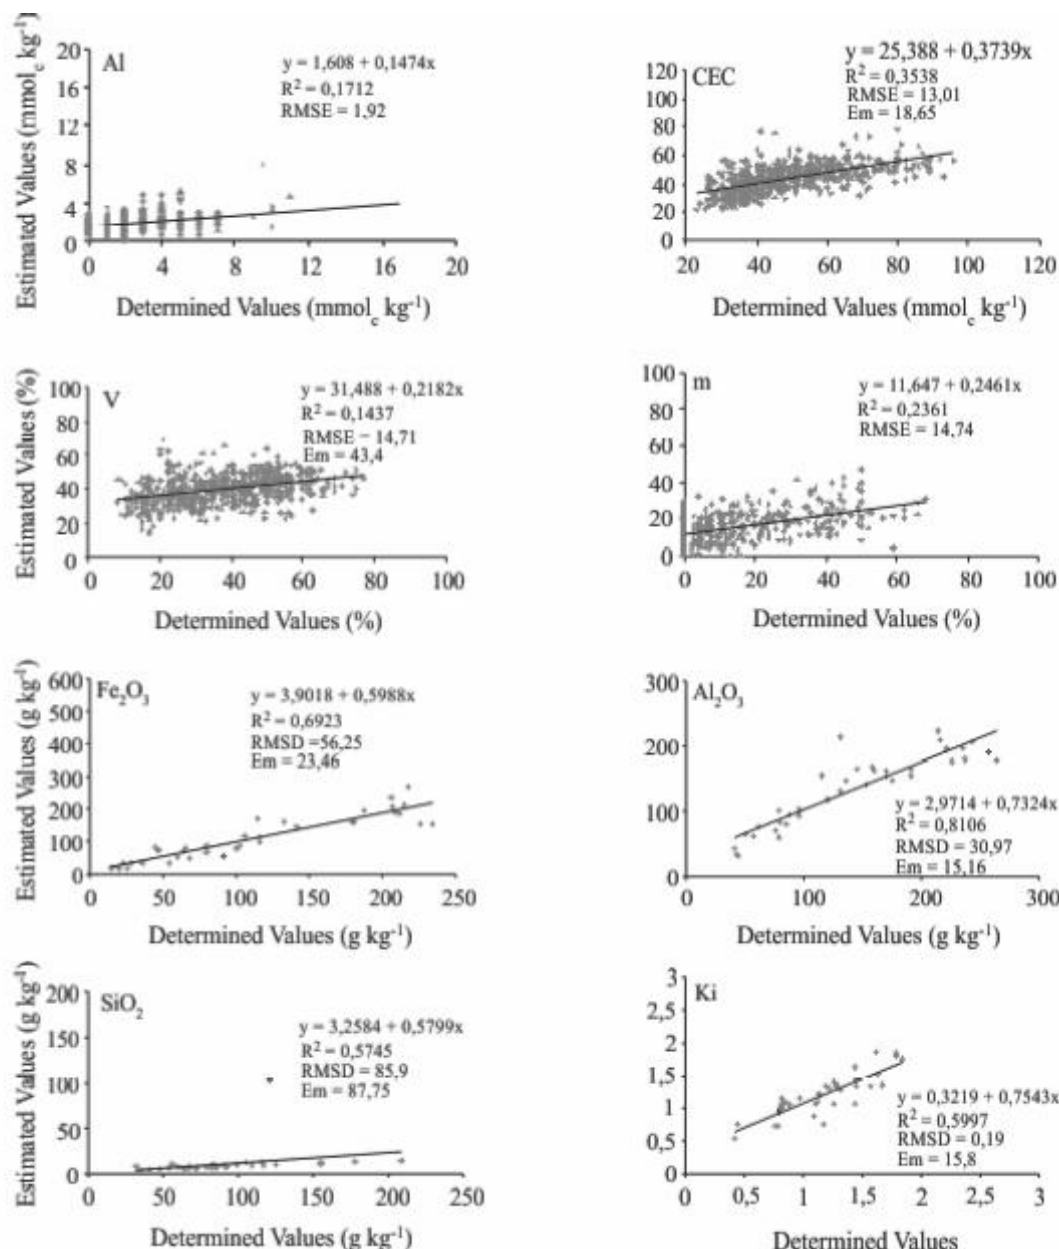 Al
y = 1,608 + 0,1474x
R² = 0,1712
RMSE = 1,92
Estimated Values (mmolc kg-1)
20
16
12
8
4
0
0 4 8 12 16 20
Determined Values (mmolc kg-1)
CEC
y = 25,388 + 0,3739x
R² = 0,3538
RMSE = 13,01
Em = 18,65
120
100
80
60
40
20
0
20 40 60 80 100 120
Determined Values (mmolc kg-1)
V
y = 31,488 + 0,2182x
R² = 0,1437
RMSE = 14,71
Em = 43,4
Estimated Values (%)
100
80
60
40
20
0
0 20 40 60 80 100
Determined Values (%)
m
y = 11,647 + 0,2461x
R² = 0,2361
RMSE = 14,74
100
80
60
40
20
0
0 20 40 60 80 100
Determined Values (%)
Fe2O3
y = 3,9018 + 0,5988x
R² = 0,6923
RMSD =56,25
Em = 23,46
Estimated Values (g kg-1)
600
500
400
300
200
100
0
0 50 100 150 200 250
Determined Values (g kg-1)
Al2O3
y = 2,9714 + 0,7324x
R² = 0,8106
RMSD = 30,97
Em = 15,16
300
200
100
0
0 100 200 300
Determined Values (g kg-1)
SiO2
y = 3,2584 + 0,5799x
R² = 0,5745
RMSD = 85,9
Em = 87,75
Estimated Values (g kg-1)
200
150
100
50
0
0 50 100 150 200 250
Determined Values (g kg-1)
Ki
y = 0,3219 + 0,7543x
R² = 0,5997
RMSD = 0,19
Em = 15,8
3
2,5
2
1,5
1
0,5
0
0 0,5 1 1,5 2 2,5 3
Determined Values